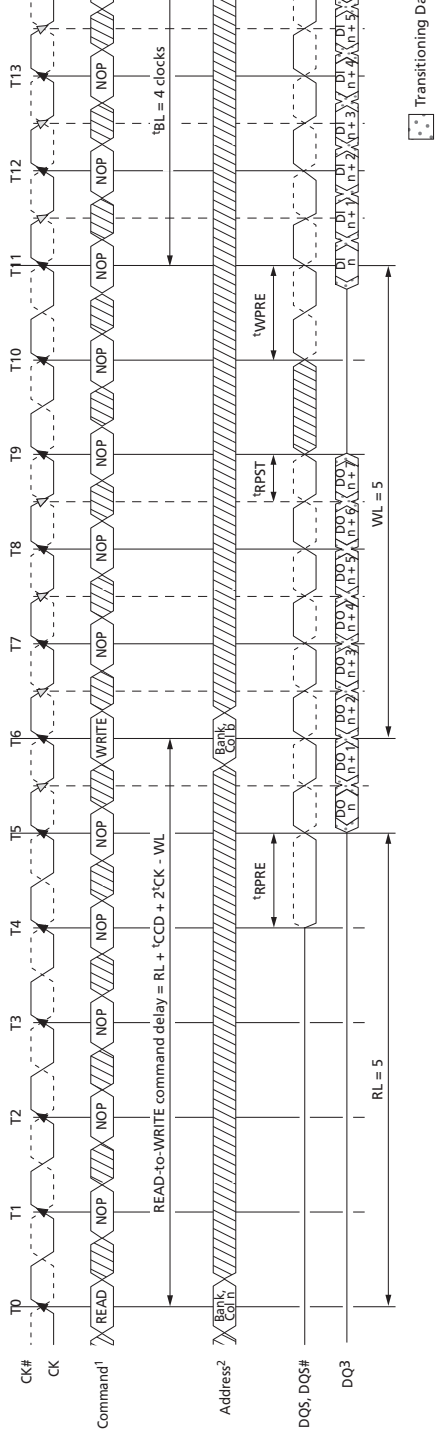 T0 T1 T2 T3 T4 T5 T6 T7 T8 T9 T10 T11 T12 T13
CK#
CK
Command1 READ NOP NOP NOP NOP NOP WRITE NOP NOP NOP NOP NOP NOP NOP
READ-to-WRITE command delay = RL + tCCD + 2tCK - WL
tBL = 4 clocks
Address2
Bank,
Col n
Bank,
Col b
tRPRE
tRPST
tWPRE
DQS, DQS#
DQ3
DO DO DO DO DO DO DO DO DI DI DI DI DI DI
n n + 1 n + 2 n + 3 n + 4 n + 5 n + 6 n + 7 n n + 1 n + 2 n + 3 n + 4 n + 5
RL = 5
WL = 5
Transitioning Da